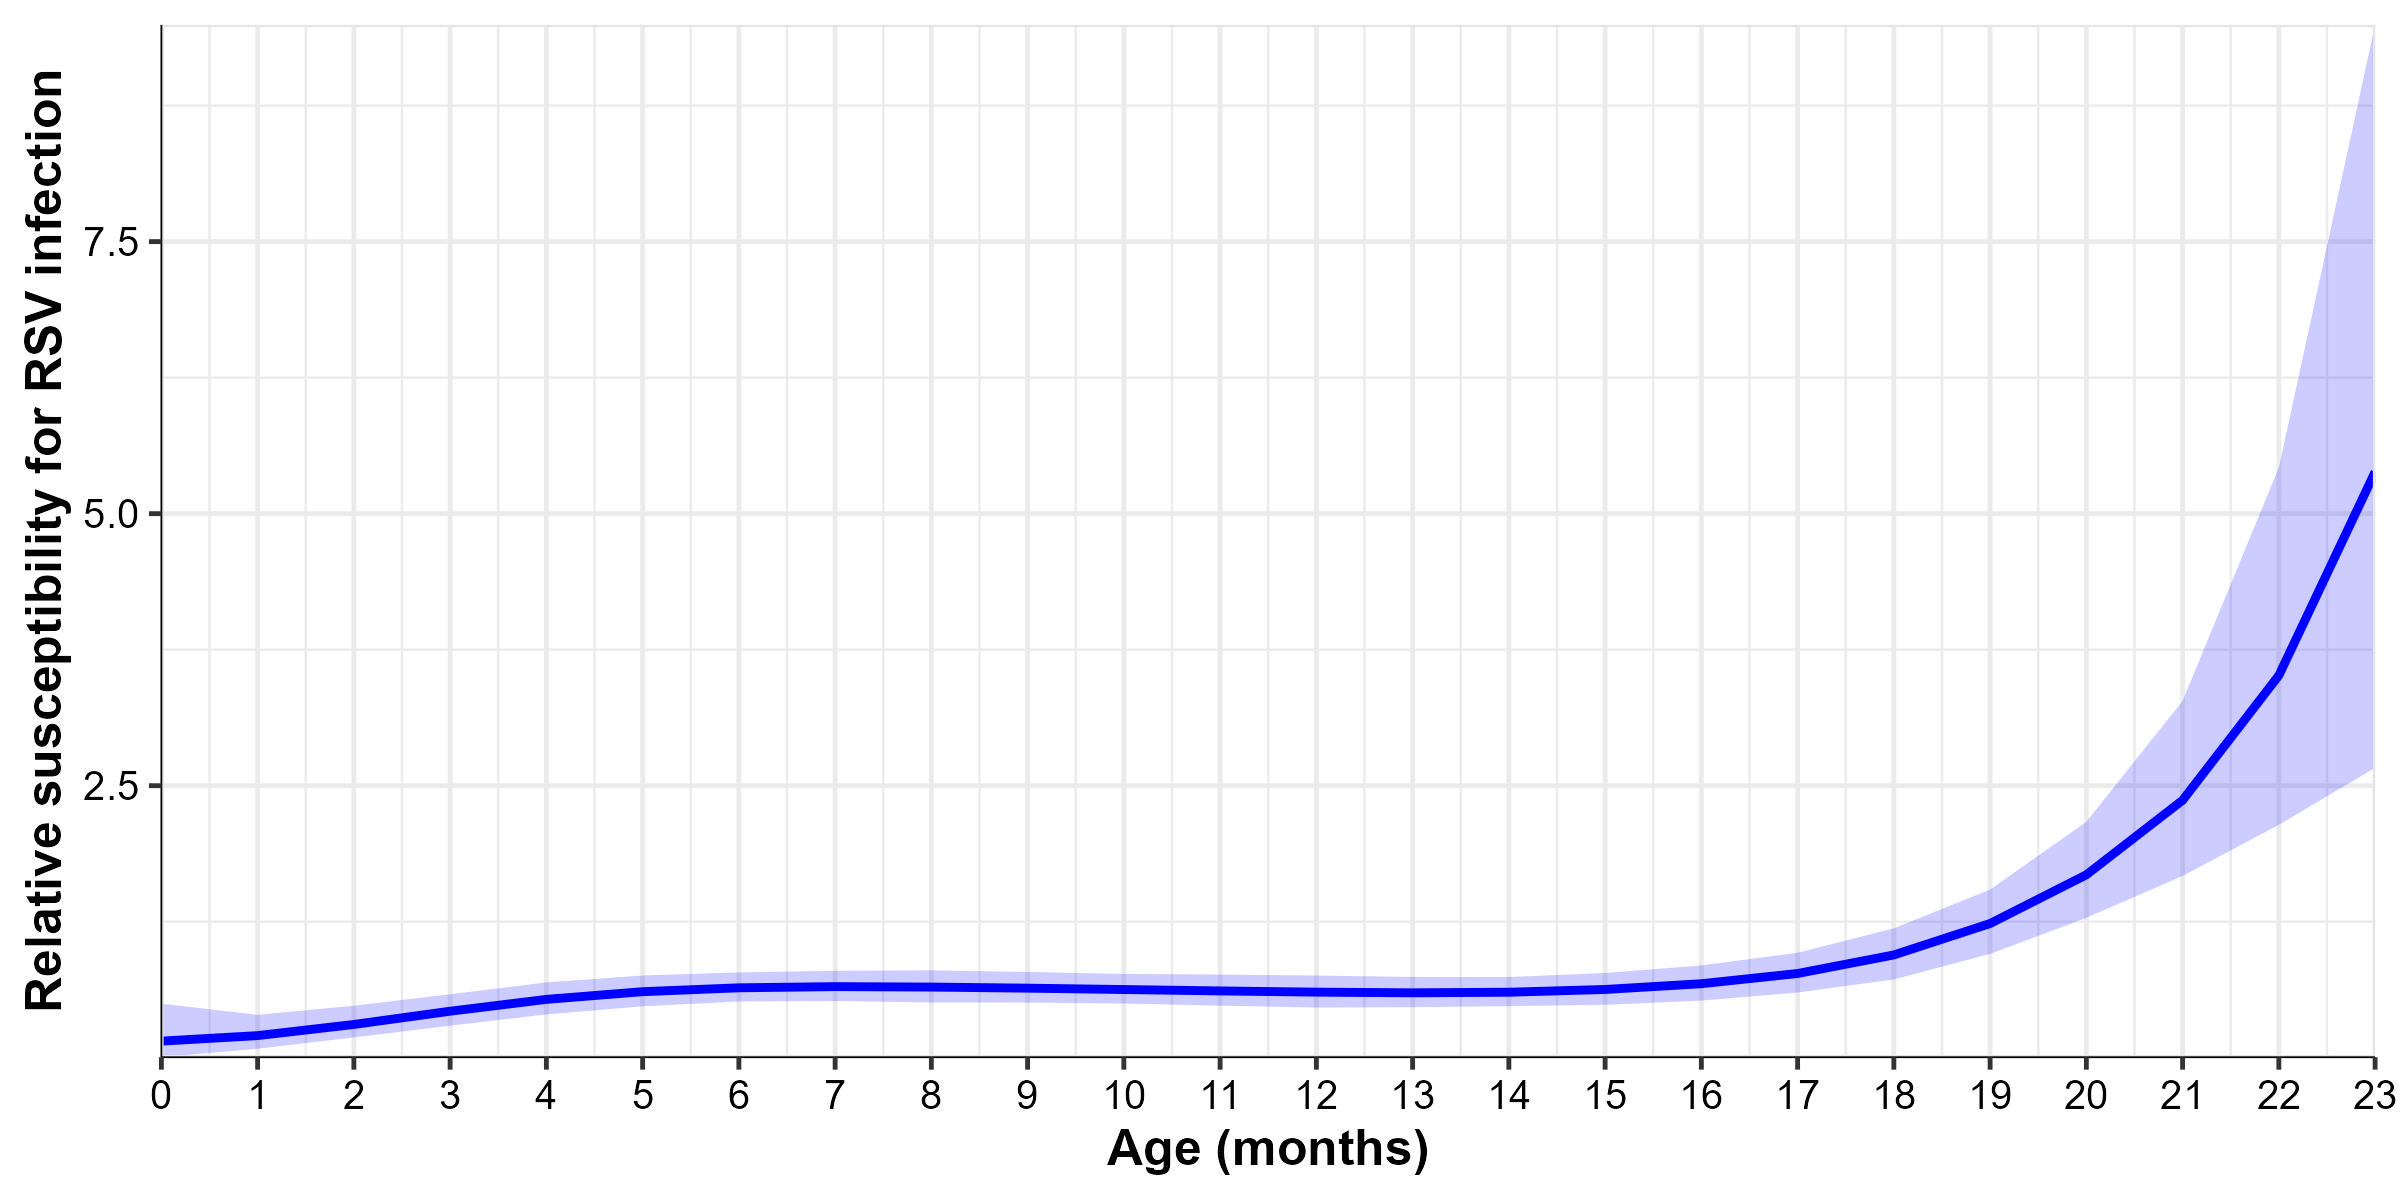 Relative susceptibility for RSV infection
7.5
5.0
2.5
0 1 2 3 4 5 6 7 8 9 10 11 12 13 14 15 16 17 18 19 20 21 22 23
Age (months)